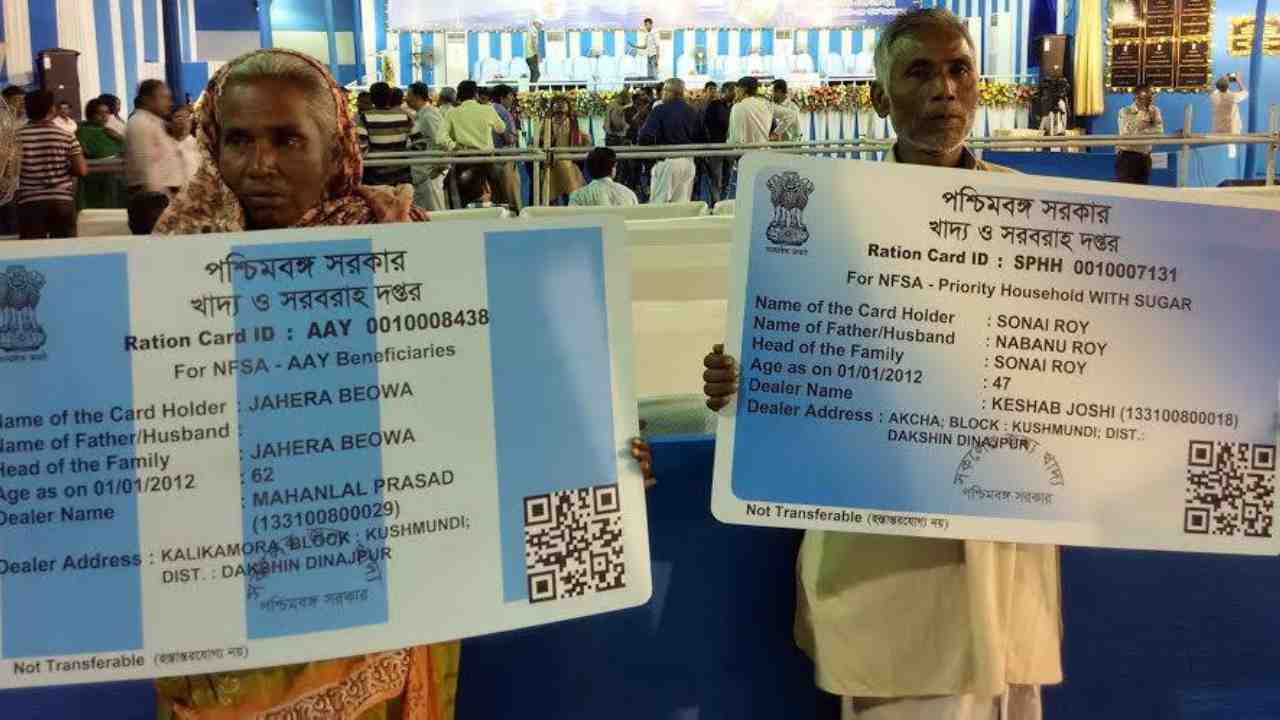 পশ্চিমবঙ্গ সরকার
খাদ্য ও সরবরাহ দপ্তর
Ration Card ID : AAY 0010008438
For NFSA - AAY Beneficiaries
Name of the Card Holder : JAHERA BEOWA
Name of Father/Husband :
Head of the Family : JAHERA BEOWA
Age as on 01/01/2012 : 62
Dealer Name : MAHANLAL PRASAD
(133100800029)
Dealer Address : KALIKAMORA BLOCK : KUSHMUNDI;
DIST. : DAKSHIN DINAJPUR
পশ্চিমবঙ্গ সরকার
Not Transferable (হস্তান্তরযোগ্য নয়)
পশ্চিমবঙ্গ সরকার
খাদ্য ও সরবরাহ দপ্তর
Ration Card ID : SPHH 0010007131
For NFSA - Priority Household WITH SUGAR
Name of the Card Holder : SONAI ROY
Name of Father/Husband : NABANU ROY
Head of the Family : SONAI ROY
Age as on 01/01/2012 : 47
Dealer Name : KESHAB JOSHI (133100800018)
Dealer Address : AKCHA; BLOCK : KUSHMUNDI; DIST.:
DAKSHIN DINAJPUR
পশ্চিমবঙ্গ সরকার
Not Transferable (হস্তান্তরযোগ্য নয়)